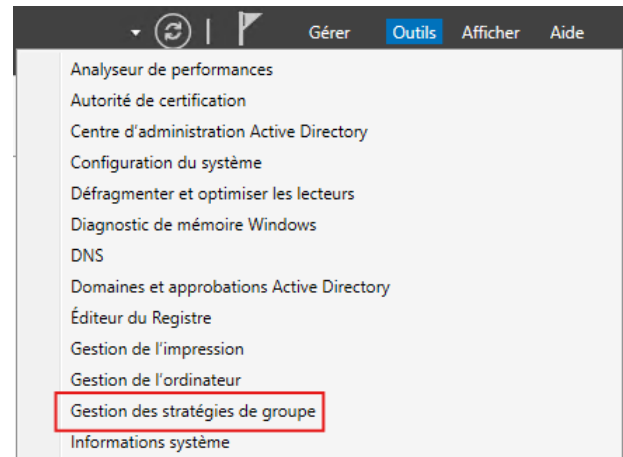 Gérer Outils Afficher Aide
Analyseur de performances
Autorité de certification
Centre d'administration Active Directory
Configuration du système
Défragmenter et optimiser les lecteurs
Diagnostic de mémoire Windows
DNS
Domaines et approbations Active Directory
Éditeur du Registre
Gestion de l'impression
Gestion de l'ordinateur
Gestion des stratégies de groupe
Informations système